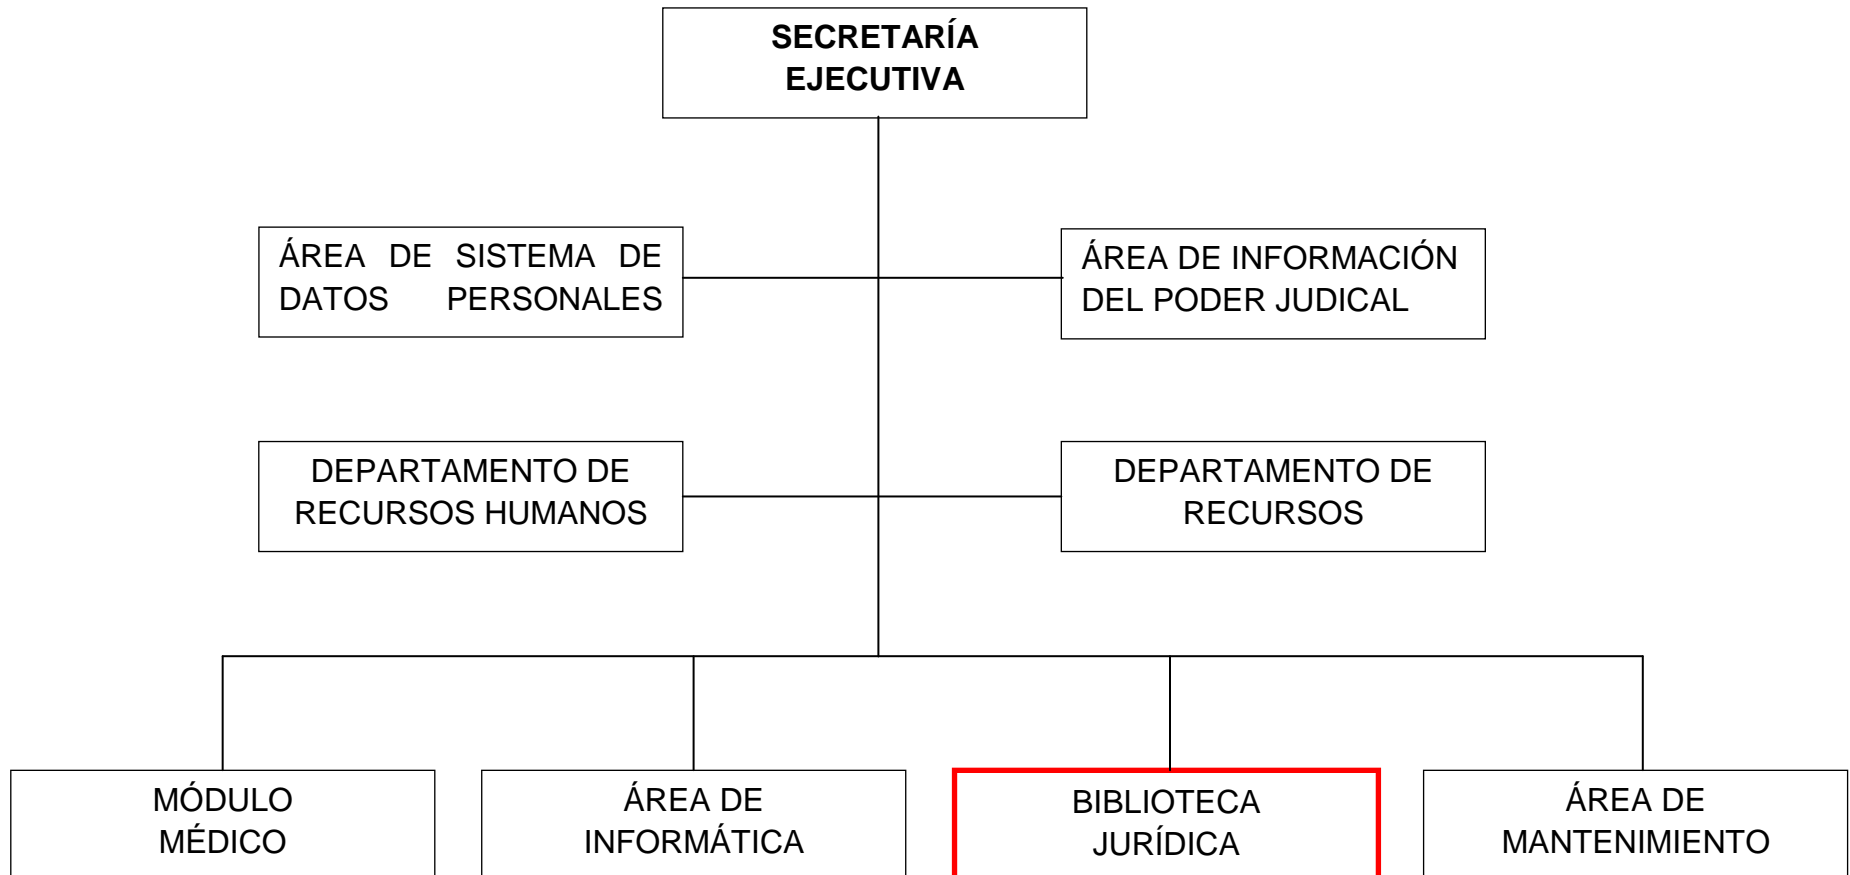 SECRETARÍA
EJECUTIVA
ÁREA DE SISTEMA DE
DATOS PERSONALES
ÁREA DE INFORMACIÓN
DEL PODER JUDICAL
DEPARTAMENTO DE
RECURSOS HUMANOS
DEPARTAMENTO DE
RECURSOS
MÓDULO
MÉDICO
ÁREA DE
INFORMÁTICA
BIBLIOTECA
JURÍDICA
ÁREA DE
MANTENIMIENTO